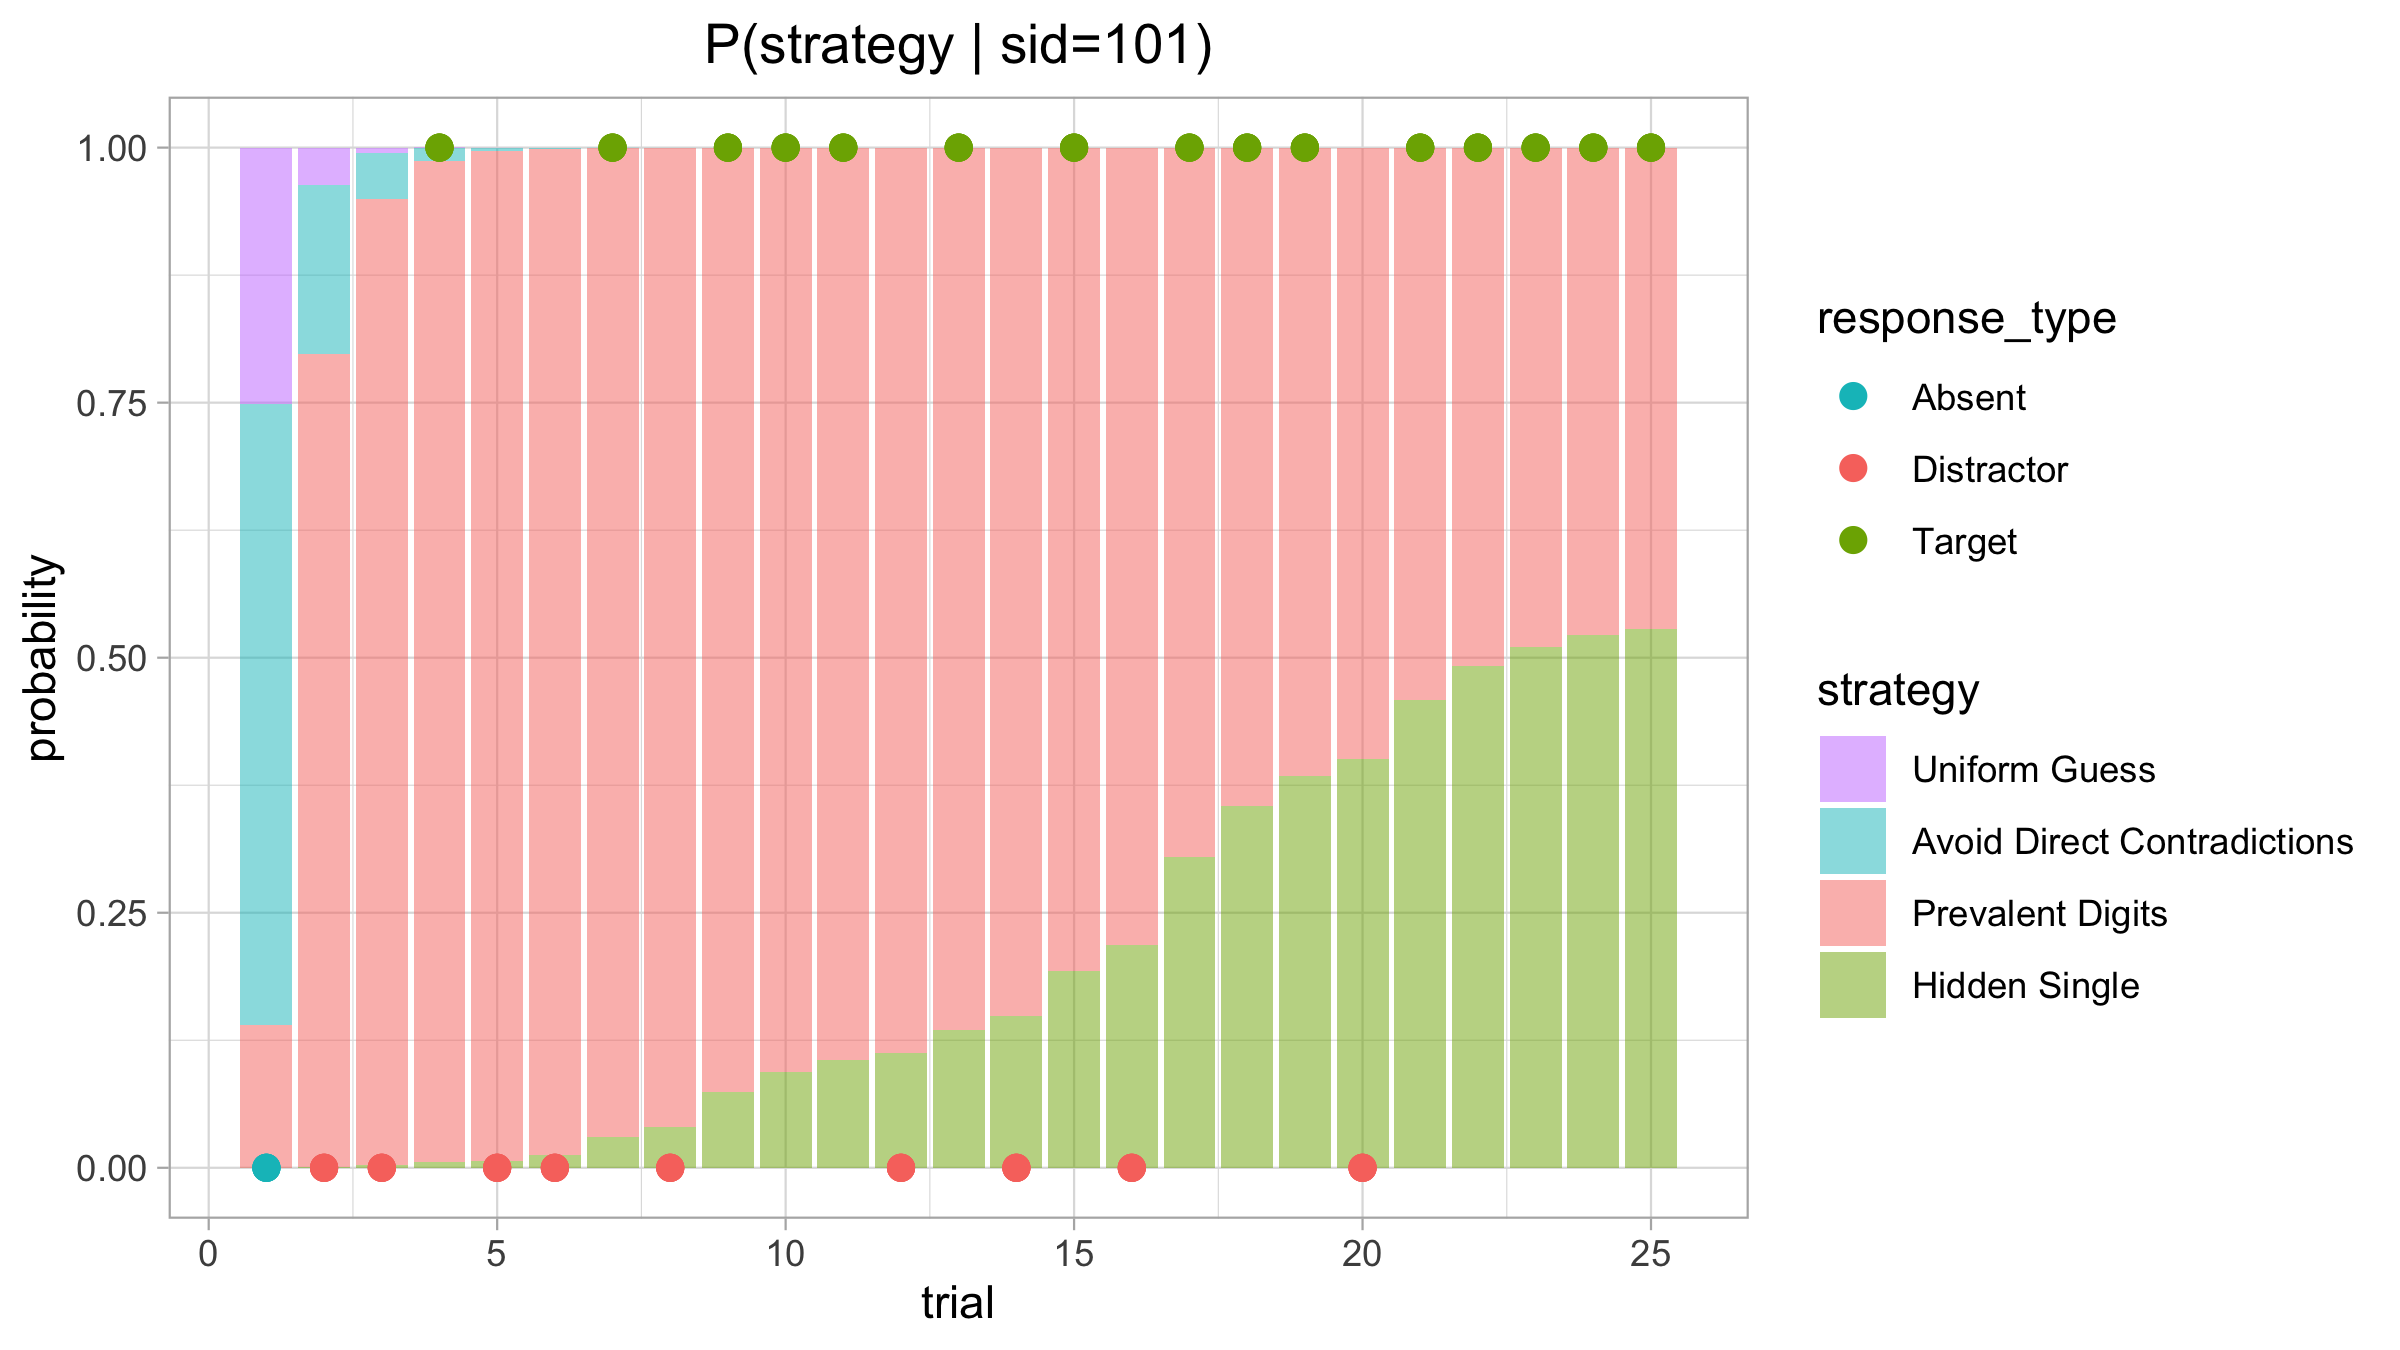 P(strategy | sid=101)
probability
1.00
0.75
0.50
0.25
0.00
0 5 10 15 20 25
trial
response_type
Absent
Distractor
Target
strategy
Uniform Guess
Avoid Direct Contradictions
Prevalent Digits
Hidden Single